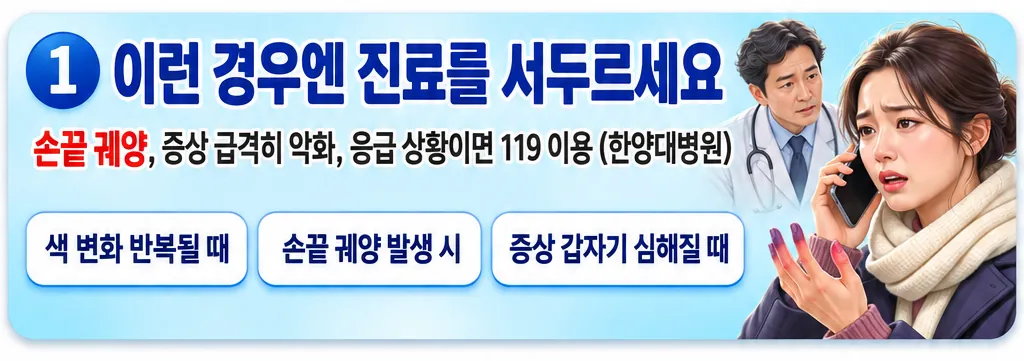 1 이런 경우엔 진료를 서두르세요
손끝 궤양, 증상 급격히 악화, 응급 상황이면 119 이용 (한양대병원)
색 변화 반복될 때
손끝 궤양 발생 시
증상 갑자기 심해질 때